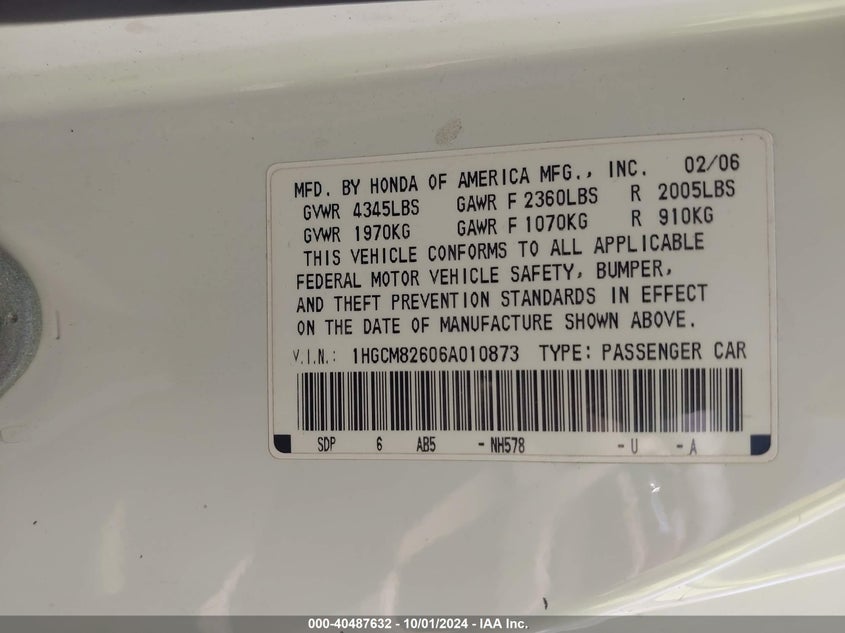 MFD. BY HONDA OF AMERICA MFG., INC. 02/06
GVWR 4345LBS GAWR F 2360LBS R 2005LBS
GVWR 1970KG GAWR F 1070KG R 910KG
THIS VEHICLE CONFORMS TO ALL APPLICABLE
FEDERAL MOTOR VEHICLE SAFETY, BUMPER,
AND THEFT PREVENTION STANDARDS IN EFFECT
ON THE DATE OF MANUFACTURE SHOWN ABOVE.
V.I.N.: 1HGCM82606A010873 TYPE: PASSENGER CAR
SDP 6 AB5 - NH578 - U - A
000-40487632 - 10/01/2024 - IAA Inc.